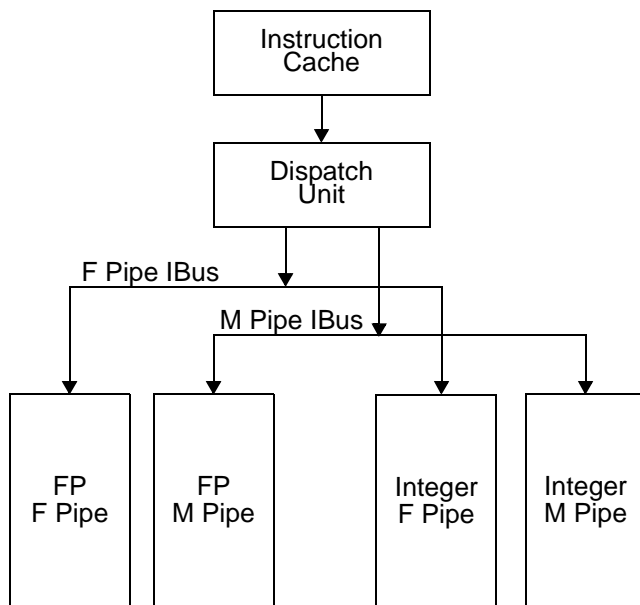 Instruction
Cache
Dispatch
Unit
F Pipe IBus
M Pipe IBus
FP
F Pipe
FP
M Pipe
Integer
F Pipe
Integer
M Pipe